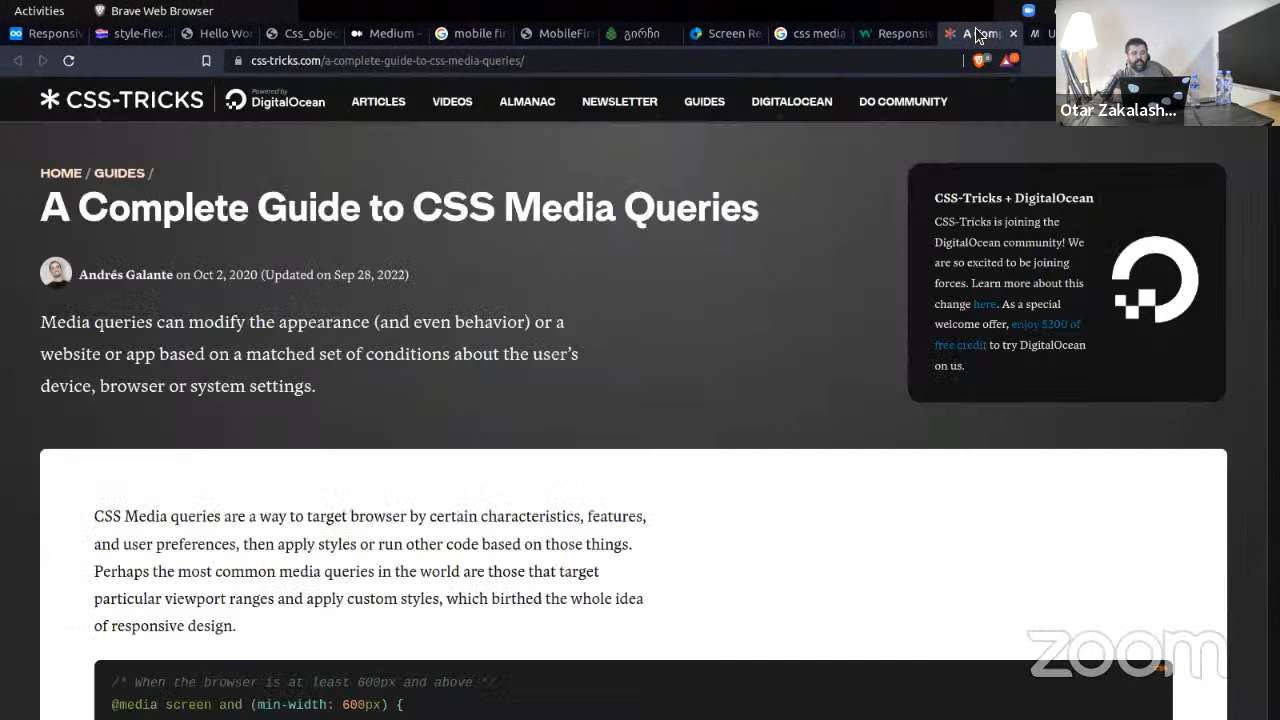 Activities
Brave Web Browser
Responsiv
style-flex.
Hello Wor
Css_objec
Medium –
mobile fir
MobileFirs
გირჩი
Screen Re
css media
Responsiv
A Comp
css-tricks.com/a-complete-guide-to-css-media-queries/
Otar Zakalash...
CSS-TRICKS
Powered by
DigitalOcean
ARTICLES
VIDEOS
ALMANAC
NEWSLETTER
GUIDES
DIGITALOCEAN
DO COMMUNITY
HOME / GUIDES /
A Complete Guide to CSS Media Queries
Andrés Galante on Oct 2, 2020 (Updated on Sep 28, 2022)
Media queries can modify the appearance (and even behavior) or a
website or app based on a matched set of conditions about the user's
device, browser or system settings.
CSS-Tricks + DigitalOcean
CSS-Tricks is joining the
DigitalOcean community! We
are so excited to be joining
forces. Learn more about this
change here. As a special
welcome offer, enjoy $200 of
free credit to try DigitalOcean
on us.
CSS Media queries are a way to target browser by certain characteristics, features,
and user preferences, then apply styles or run other code based on those things.
Perhaps the most common media queries in the world are those that target
particular viewport ranges and apply custom styles, which birthed the whole idea
of responsive design.
zoom
CSS
/* When the browser is at least 600px and above */
@media screen and (min-width: 600px) {